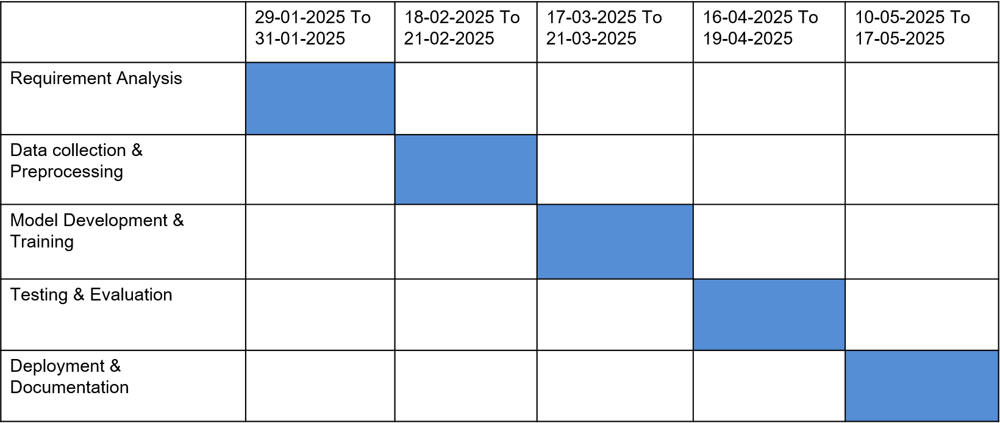 29-01-2025 To
31-01-2025
18-02-2025 To
21-02-2025
17-03-2025 To
21-03-2025
16-04-2025 To
19-04-2025
10-05-2025 To
17-05-2025
Requirement Analysis
Data collection &
Preprocessing
Model Development &
Training
Testing & Evaluation
Deployment &
Documentation